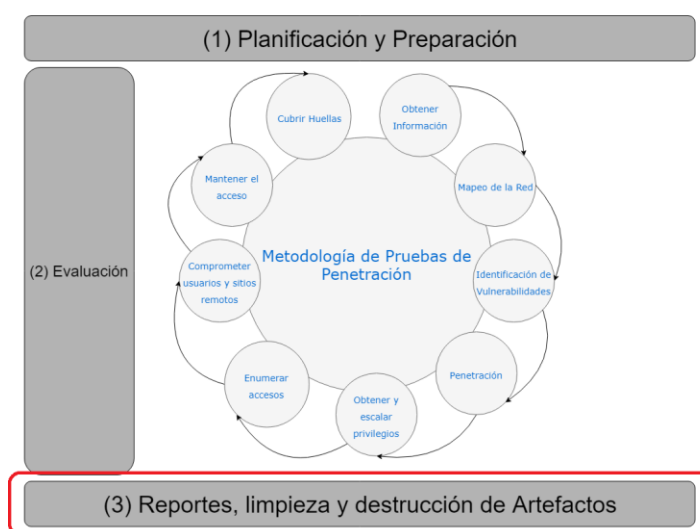 (1) Planificación y Preparación
(2) Evaluación
Obtener
Información
Mapeo de la Red
Identificación de
Vulnerabilidades
Penetración
Obtener y
escalar
privilegios
Enumerar
accesos
Comprometer
usuarios y sitios
remotos
Mantener el
acceso
Cubrir Huellas
Metodología de Pruebas de
Penetración
(3) Reportes, limpieza y destrucción de Artefactos